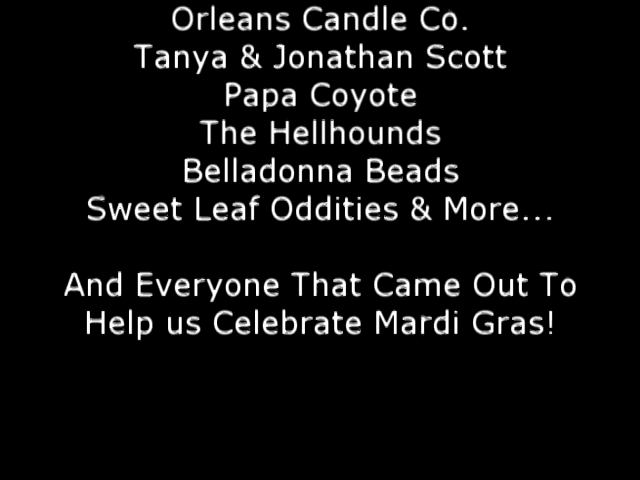 Orleans Candle Co.
Tanya & Jonathan Scott
Papa Coyote
The Hellhounds
Belladonna Beads
Sweet Leaf Oddities & More...
And Everyone That Came Out To
Help us Celebrate Mardi Gras!